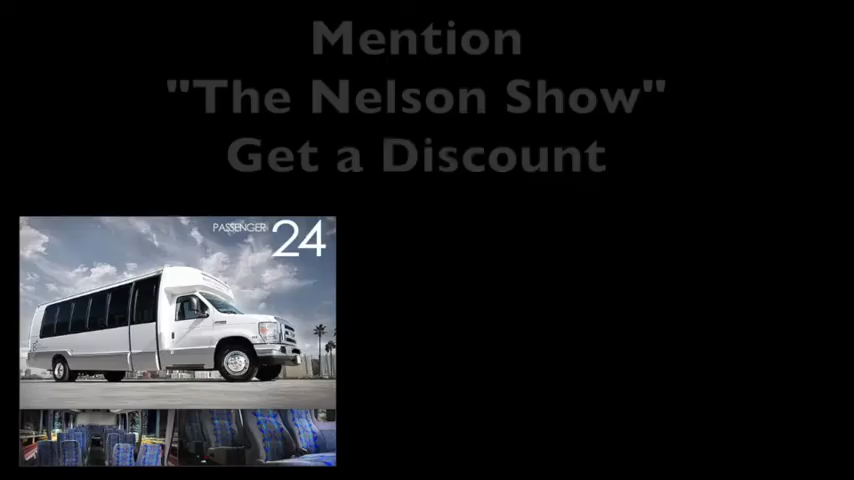 Mention
"The Nelson Show"
Get a Discount
PASSENGER 24